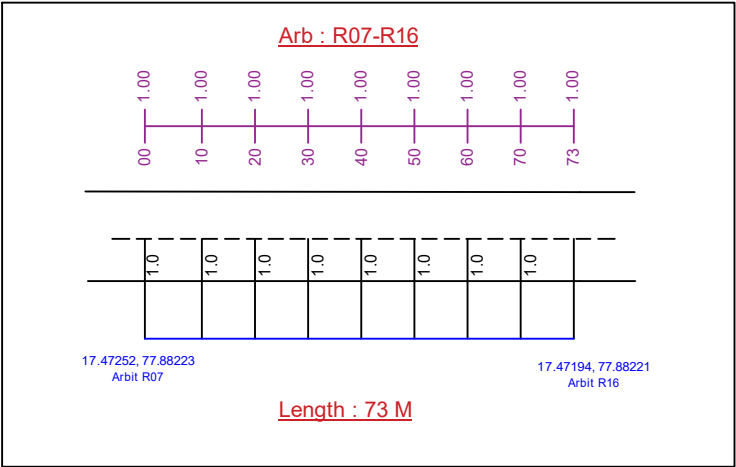 Arb : R07-R16
1.00 1.00 1.00 1.00 1.00 1.00 1.00 1.00 1.00
00 10 20 30 40 50 60 70 73
1.0 1.0 1.0 1.0 1.0 1.0 1.0 1.0
17.47252, 77.88223
Arbit R07
17.47194, 77.88221
Arbit R16
Length : 73 M